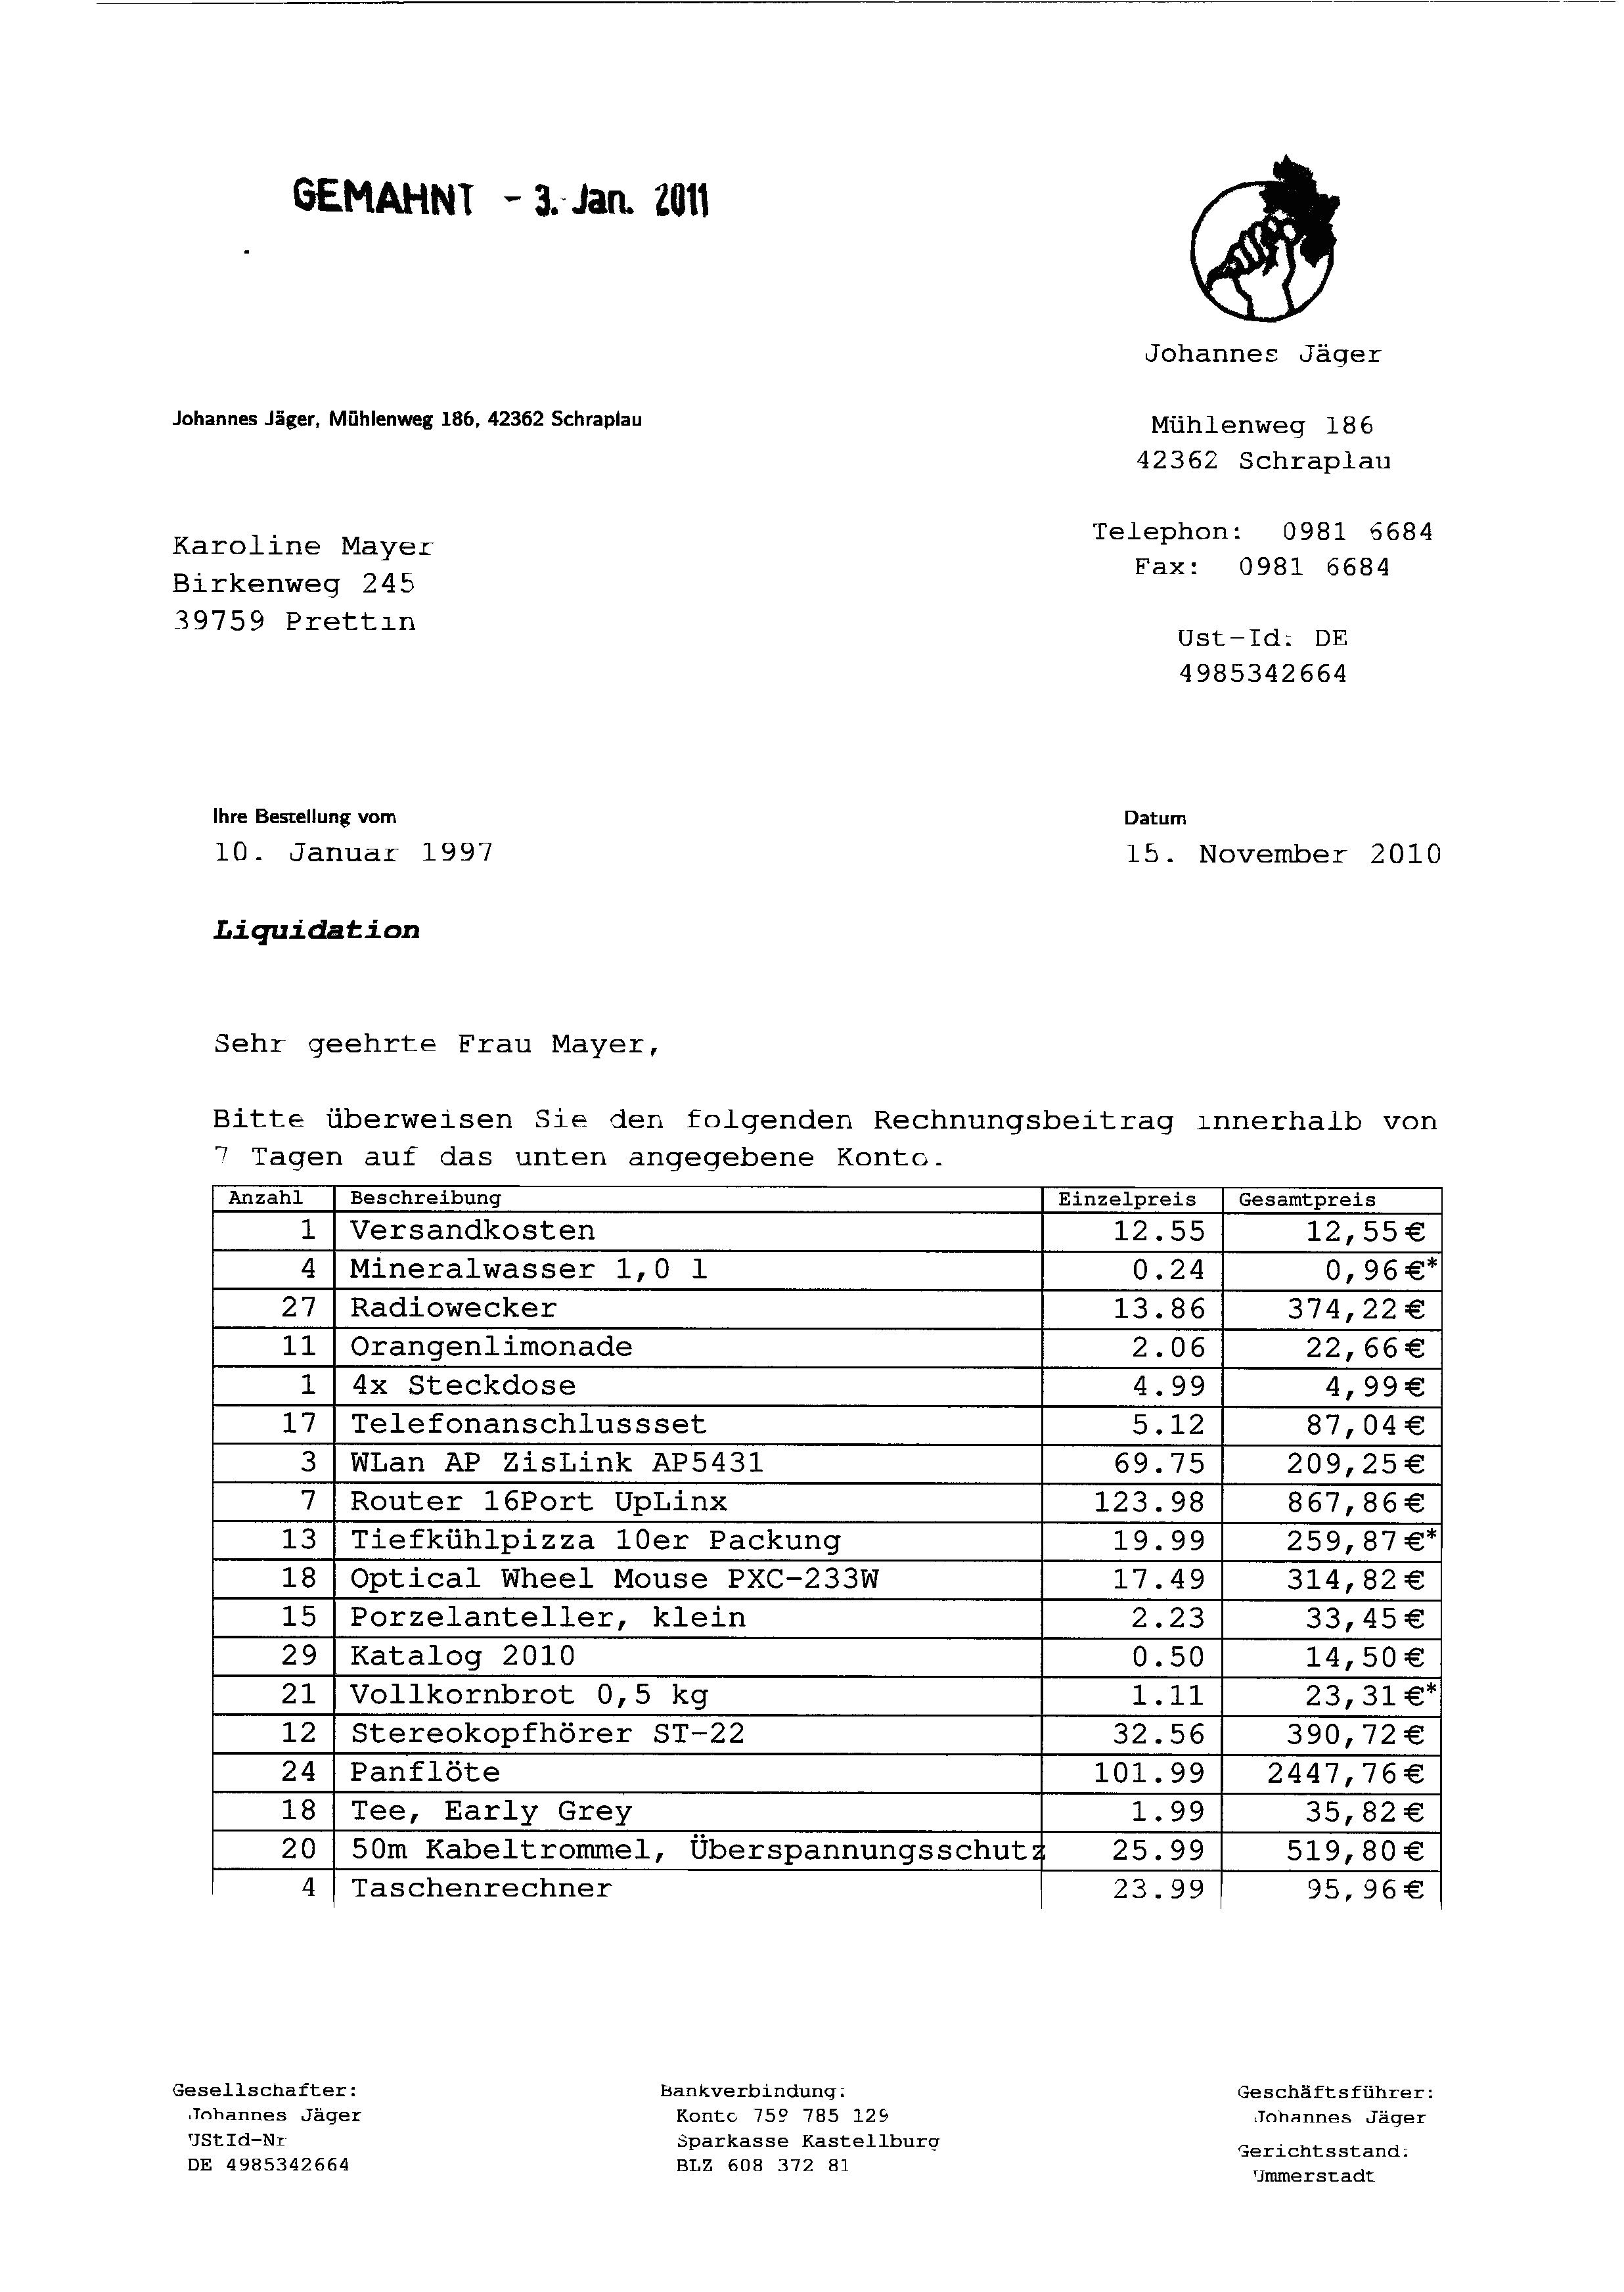 GEMAHNT - 3. Jan. 2011
Johannes Jäger
Johannes Jäger, Mühlenweg 186, 42362 Schraplau
Mühlenweg 186
42362 Schraplau
Telephon: 0981 6684
Fax: 0981 6684
Ust-Id: DE
4985342664
Karoline Mayer
Birkenweg 245
39759 Prettin
Ihre Bestellung vom
10. Januar 1997
Datum
15. November 2010
Liquidation
Sehr geehrte Frau Mayer,
Bitte überweisen Sie den folgenden Rechnungsbeitrag innerhalb von
7 Tagen auf das unten angegebene Konto.
Anzahl Beschreibung Einzelpreis Gesamtpreis
1 Versandkosten 12.55 12,55€
4 Mineralwasser 1,0 l 0.24 0,96€*
27 Radiowecker 13.86 374,22€
11 Orangenlimonade 2.06 22,66€
1 4x Steckdose 4.99 4,99€
17 Telefonanschlussset 5.12 87,04€
3 WLan AP ZisLink AP5431 69.75 209,25€
7 Router 16Port UpLinx 123.98 867,86€
13 Tiefkühlpizza 10er Packung 19.99 259,87€*
18 Optical Wheel Mouse PXC-233W 17.49 314,82€
15 Porzelanteller, klein 2.23 33,45€
29 Katalog 2010 0.50 14,50€
21 Vollkornbrot 0,5 kg 1.11 23,31€*
12 Stereokopfhörer ST-22 32.56 390,72€
24 Panflöte 101.99 2447,76€
18 Tee, Early Grey 1.99 35,82€
20 50m Kabeltrommel, Überspannungsschutz 25.99 519,80€
4 Taschenrechner 23.99 95,96€
Gesellschafter:
Johannes Jäger
UStId-Nr
DE 4985342664
Bankverbindung:
Konto 759 785 129
Sparkasse Kastellburg
BLZ 608 372 81
Geschäftsführer:
Johannes Jäger
Gerichtsstand:
Ummerstadt